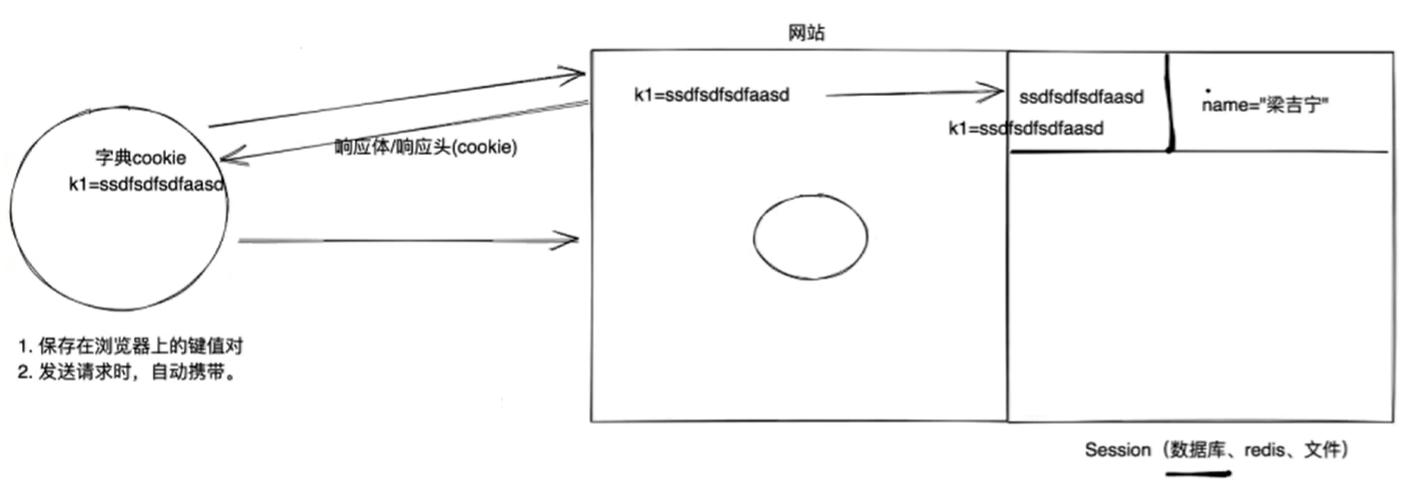 网站
k1=ssdfsdfsdfaasd
ssdfsdfsdfaasd
name="梁吉宁"
k1=ssdfsdfsdfaasd
响应体/响应头(cookie)
字典cookie
k1=ssdfsdfsdfaasd
1. 保存在浏览器上的键值对
2. 发送请求时，自动携带。
Session（数据库、redis、文件）